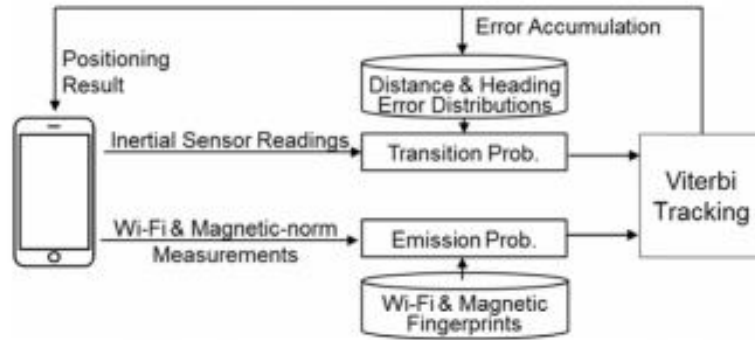 Error Accumulation
Positioning
Result
Distance & Heading
Error Distributions
Inertial Sensor Readings
Transition Prob.
Viterbi
Tracking
Wi-Fi & Magnetic-norm
Measurements
Emission Prob.
Wi-Fi & Magnetic
Fingerprints